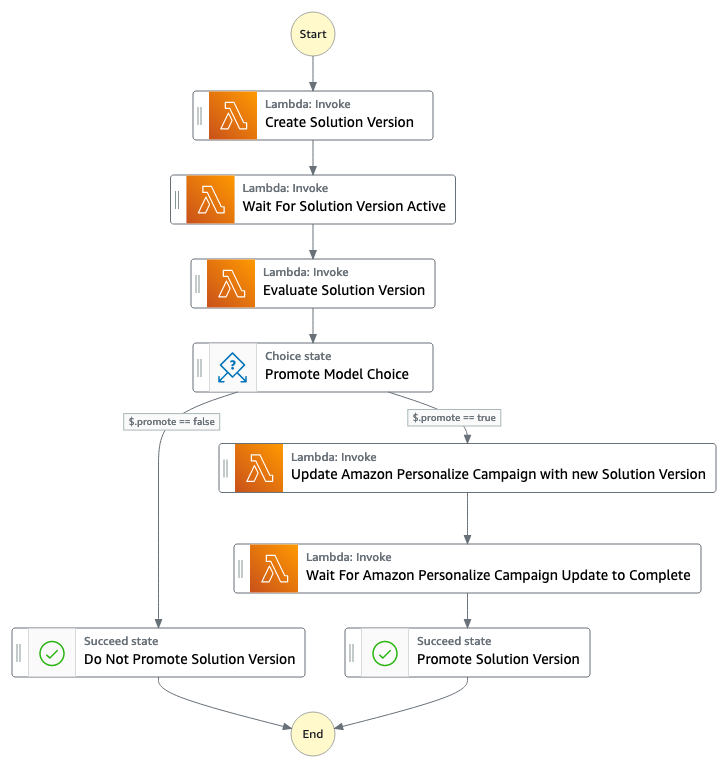 Start
Lambda: Invoke
Create Solution Version
Lambda: Invoke
Wait For Solution Version Active
Lambda: Invoke
Evaluate Solution Version
?
Choice state
Promote Model Choice
$.promote == false
$.promote == true
Lambda: Invoke
Update Amazon Personalize Campaign with new Solution Version
Lambda: Invoke
Wait For Amazon Personalize Campaign Update to Complete
Succeed state
Do Not Promote Solution Version
Succeed state
Promote Solution Version
End